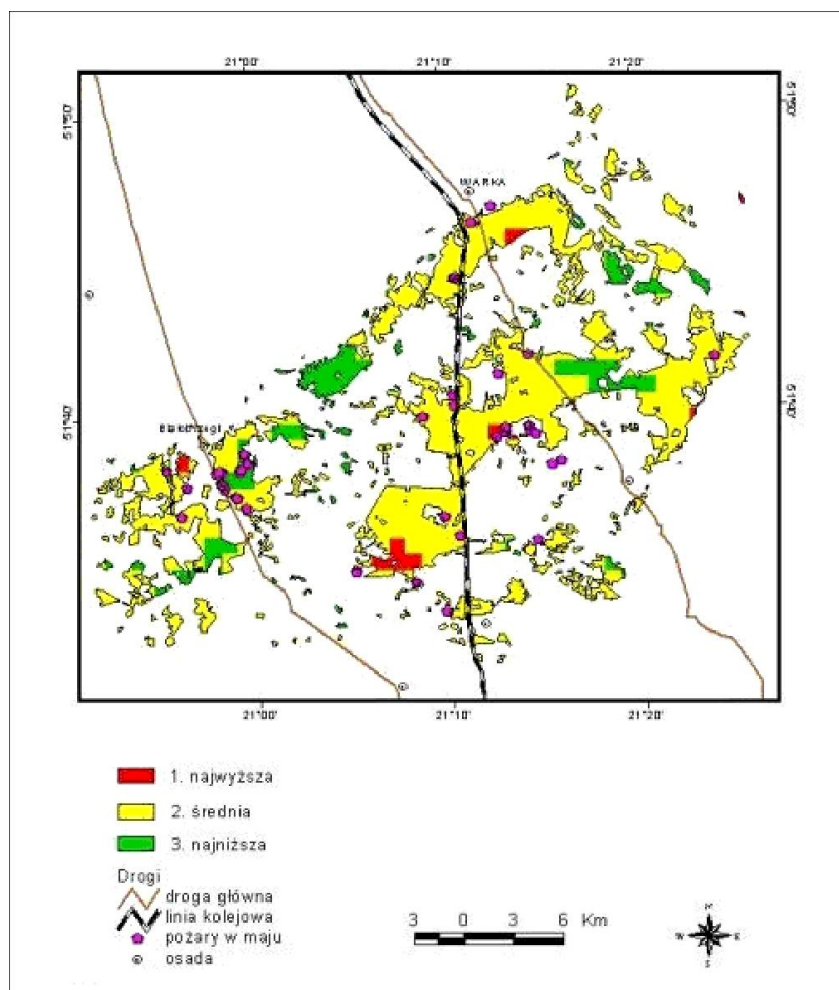 21°00' 21°10' 21°20'
51°50' 51°50'
WARKA
51°40' 51°40'
Białobrzegi
21°00' 21°10' 21°20'
1. najwyższa
2. średnia
3. najniższa
Drogi
droga główna
linia kolejowa
pożary w maju
osada
3 0 3 6 Km
N
W E
S